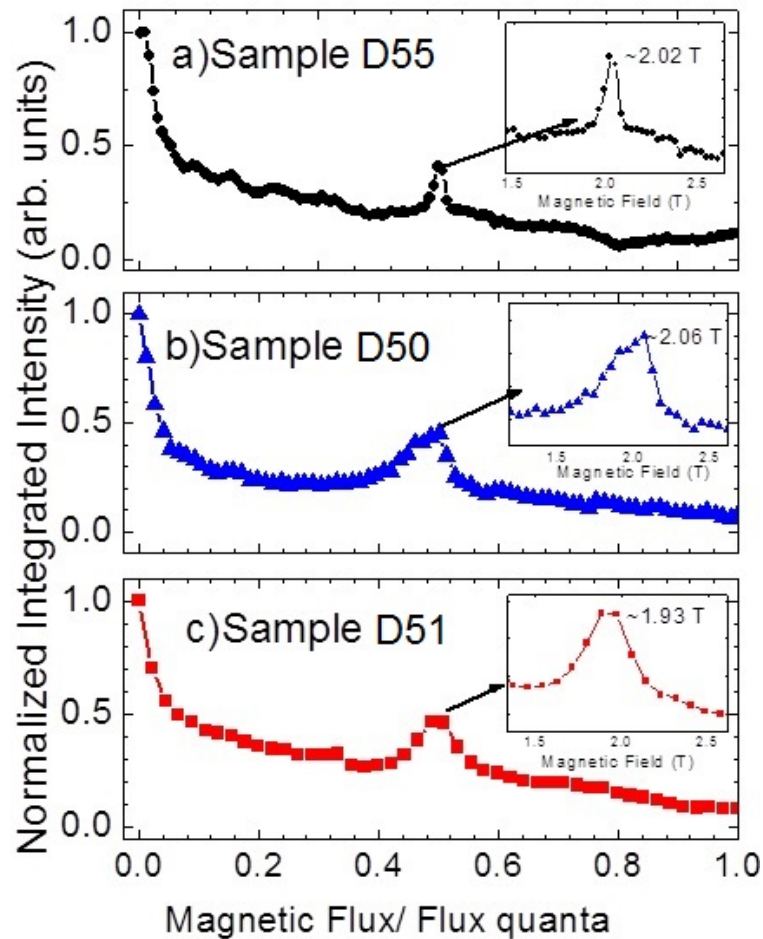 Normalized Integrated Intensity (arb. units)
1.0
0.5
0.0
a)Sample D55
~2.02 T
1.5 2.0 2.5
Magnetic Field (T)
1.0
0.5
0.0
b)Sample D50
~2.06 T
1.5 2.0 2.5
Magnetic Field (T)
1.0
0.5
0.0
c)Sample D51
~1.93 T
1.5 2.0 2.5
Magnetic Field (T)
0.0 0.2 0.4 0.6 0.8 1.0
Magnetic Flux/ Flux quanta